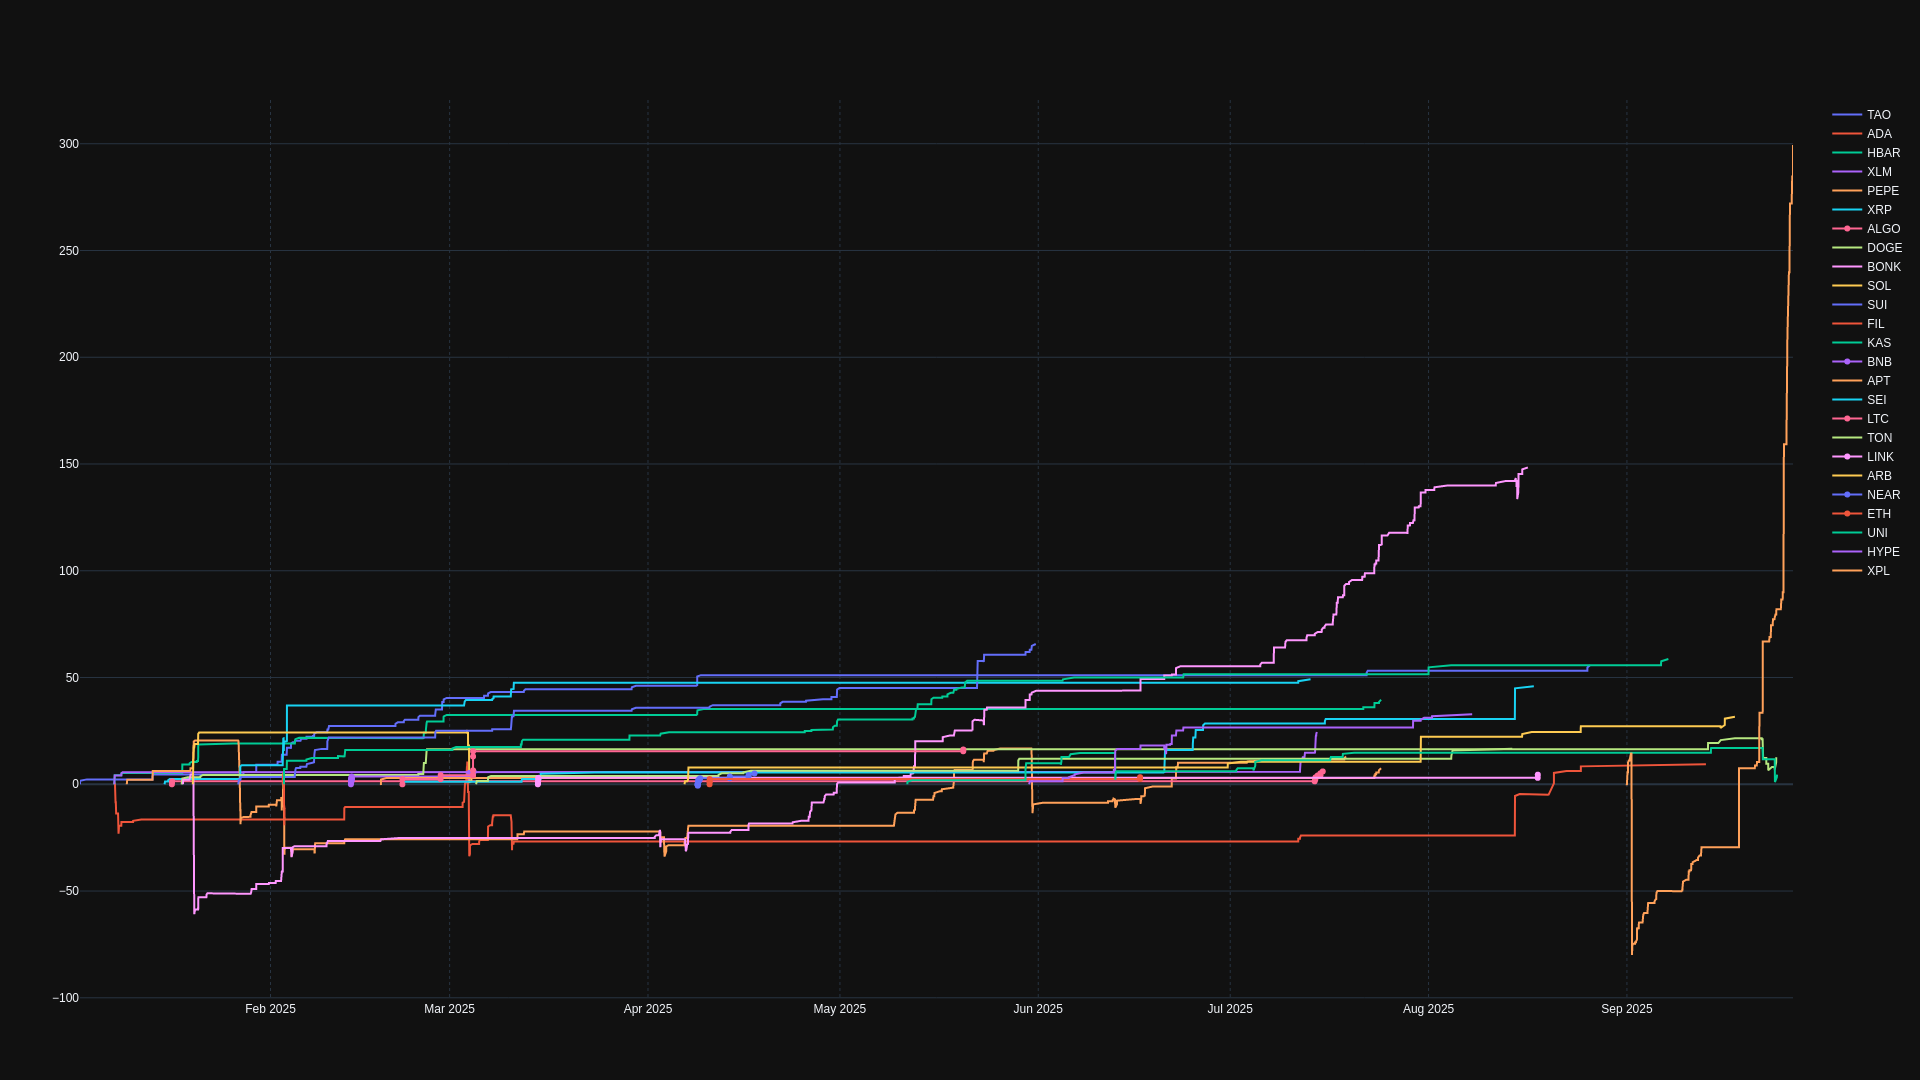 300
250
200
150
100
50
0
−50
−100
Feb 2025
Mar 2025
Apr 2025
May 2025
Jun 2025
Jul 2025
Aug 2025
Sep 2025
TAO
ADA
HBAR
XLM
PEPE
XRP
ALGO
DOGE
BONK
SOL
SUI
FIL
KAS
BNB
APT
SEI
LTC
TON
LINK
ARB
NEAR
ETH
UNI
HYPE
XPL